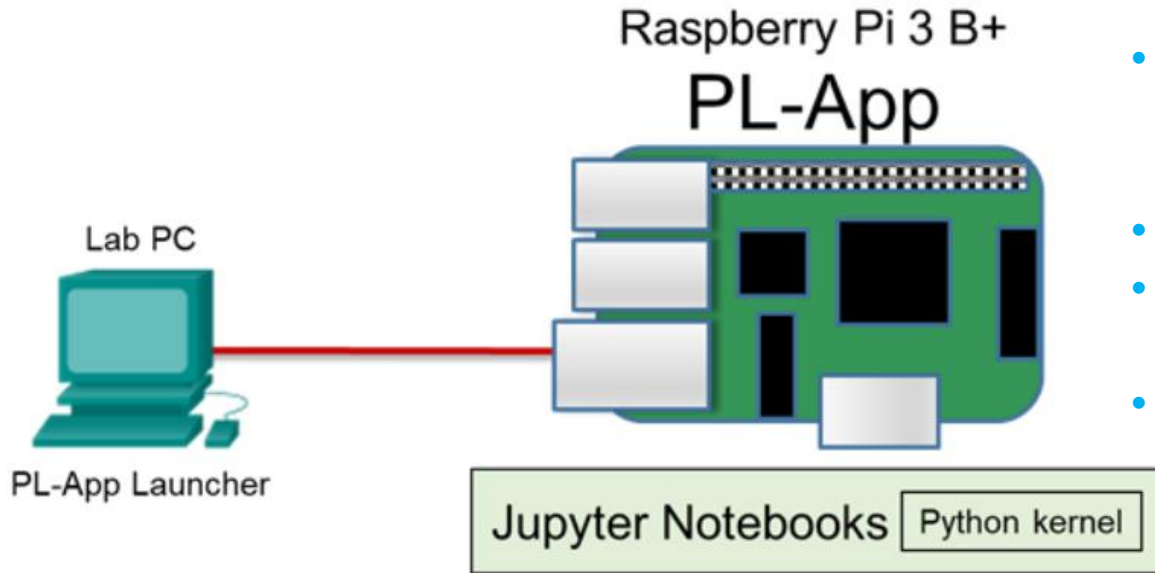 Raspberry Pi 3 B+
PL-App
Lab PC
PL-App Launcher
Jupyter Notebooks
Python kernel